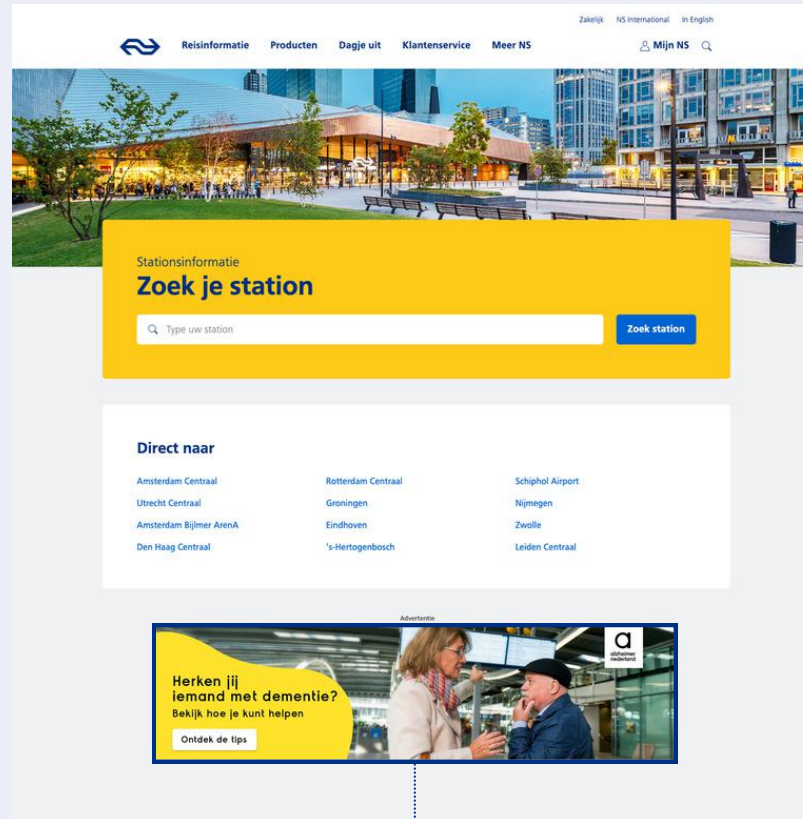 Zakelijk NS International In English
Reisinformatie Producten Dagje uit Klantenservice Meer NS Mijn NS
Stationsinformatie
Zoek je station
Type uw station
Zoek station
Direct naar
Amsterdam Centraal Rotterdam Centraal Schiphol Airport
Utrecht Centraal Groningen Nijmegen
Amsterdam Bijlmer ArenA Eindhoven Zwolle
Den Haag Centraal 's-Hertogenbosch Leiden Centraal
Advertentie
alzheimer
nederland
Herken jij
iemand met dementie?
Bekijk hoe je kunt helpen
Ontdek de tips